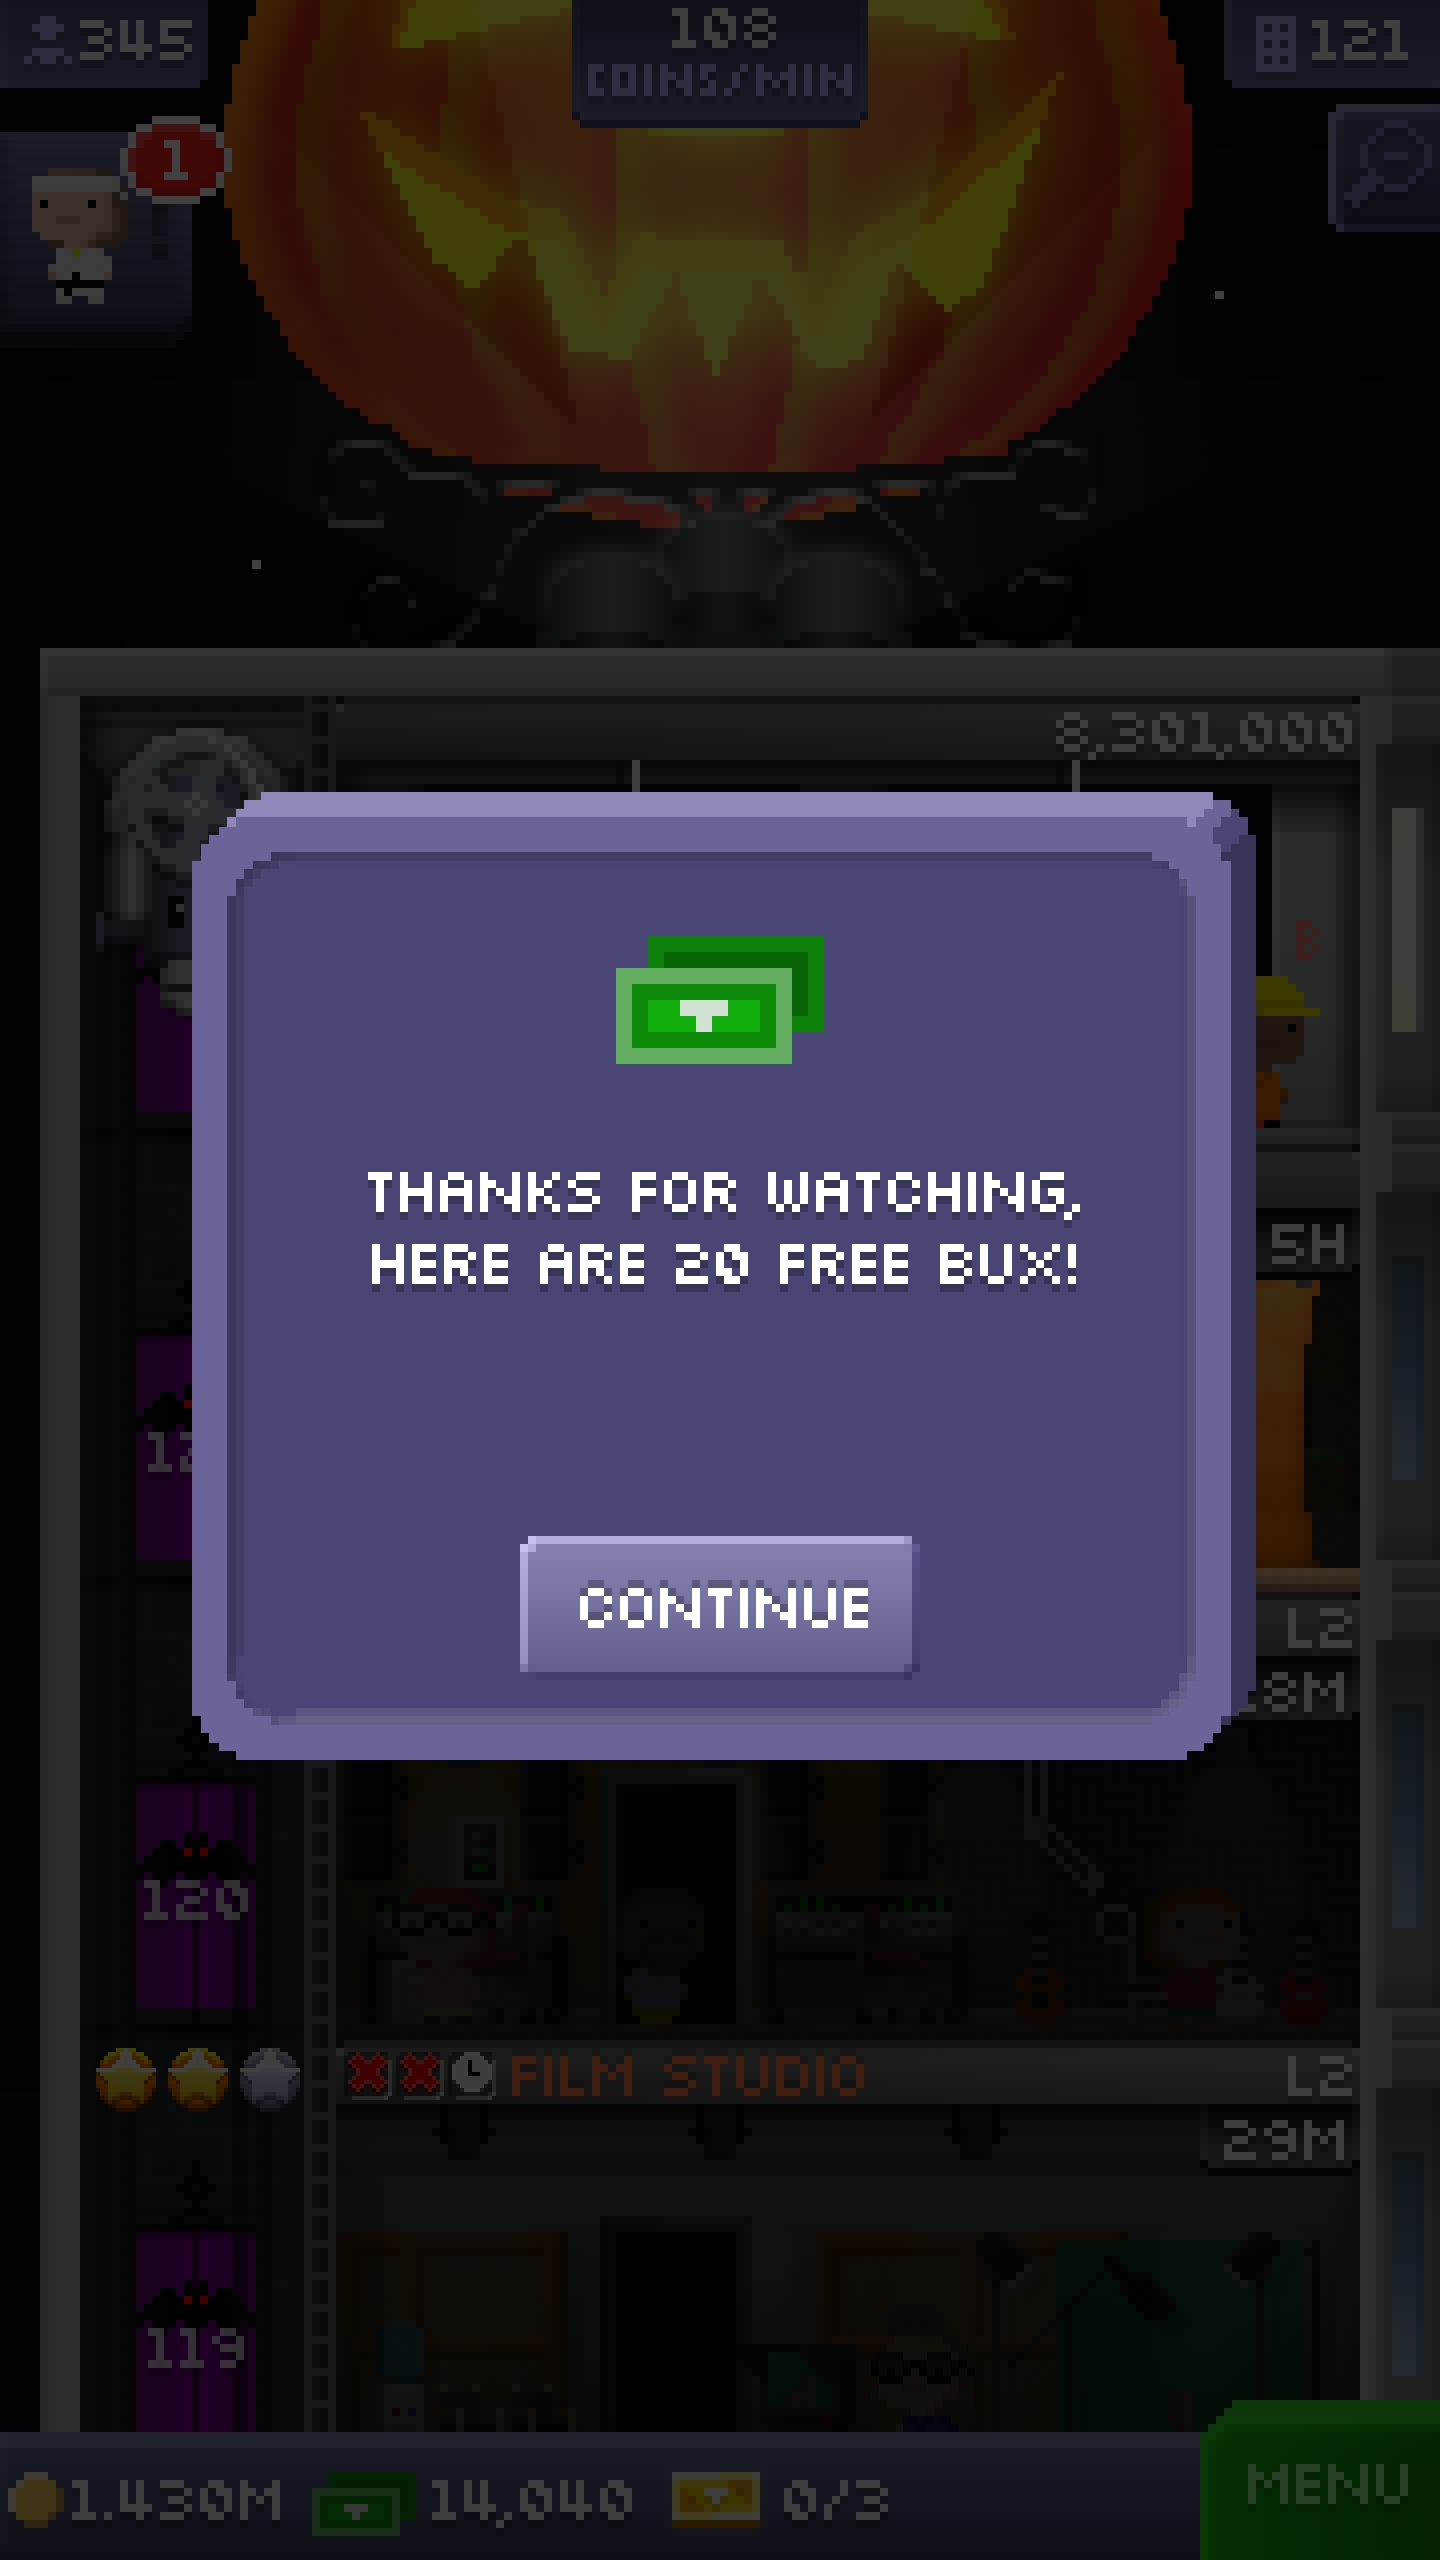 345
108
COINS/MIN
121
1
8,301,000
B
5H
L2
120
FILM STUDIO
L2
29M
119
THANKS FOR WATCHING,
HERE ARE 20 FREE BUX!
CONTINUE
1.430M
14,040
0/3
MENU